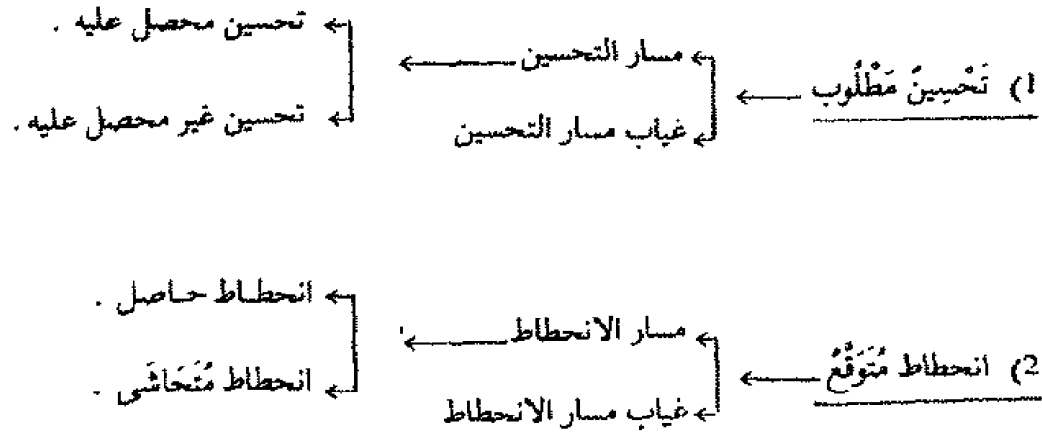 1) تَحْسِينٌ مَطْلُوب
مسار التحسين
غياب مسار التحسين
تحسين محصل عليه .
تحسين غير محصل عليه .
2) انحطاط مُتَوَقَّعٌ
مسار الانحطاط
غياب مسار الانحطاط
انحطاط حاصل .
انحطاط مُتَحَاشَى .